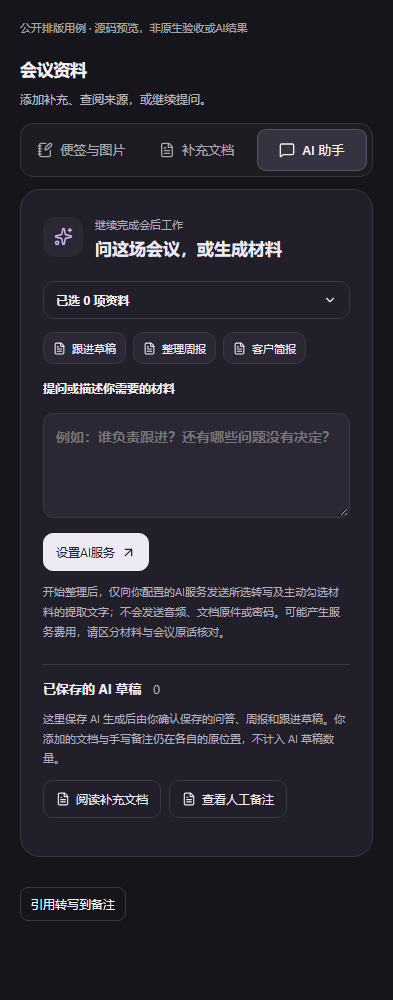 公开排版用例 · 源码预览，非原生验收或AI结果
会议资料
添加补充、查阅来源，或继续提问。
便签与图片
补充文档
AI 助手
继续完成会后工作
问这场会议，或生成材料
已选 0 项资料
跟进草稿
整理周报
客户简报
提问或描述你需要的材料
例如：谁负责跟进？还有哪些问题没有决定？
设置AI服务
开始整理后，仅向你配置的AI服务发送所选转写及主动勾选材
料的提取文字；不会发送音频、文档原件或密码。可能产生服
务费用，请区分材料与会议原话核对。
已保存的 AI 草稿 0
这里保存 AI 生成后由你确认保存的问答、周报和跟进草稿。你
添加的文档与手写备注仍在各自的原位置，不计入 AI 草稿数
量。
阅读补充文档
查看人工备注
引用转写到备注